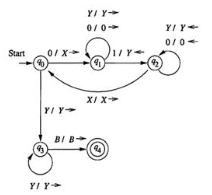 Y / Y →
0 / 0 →
Y / Y ←
0 / 0 ←
Start
0 / X →
1 / Y ←
q0
q1
q2
X / X →
Y / Y →
B / B →
q3
q4
Y / Y →